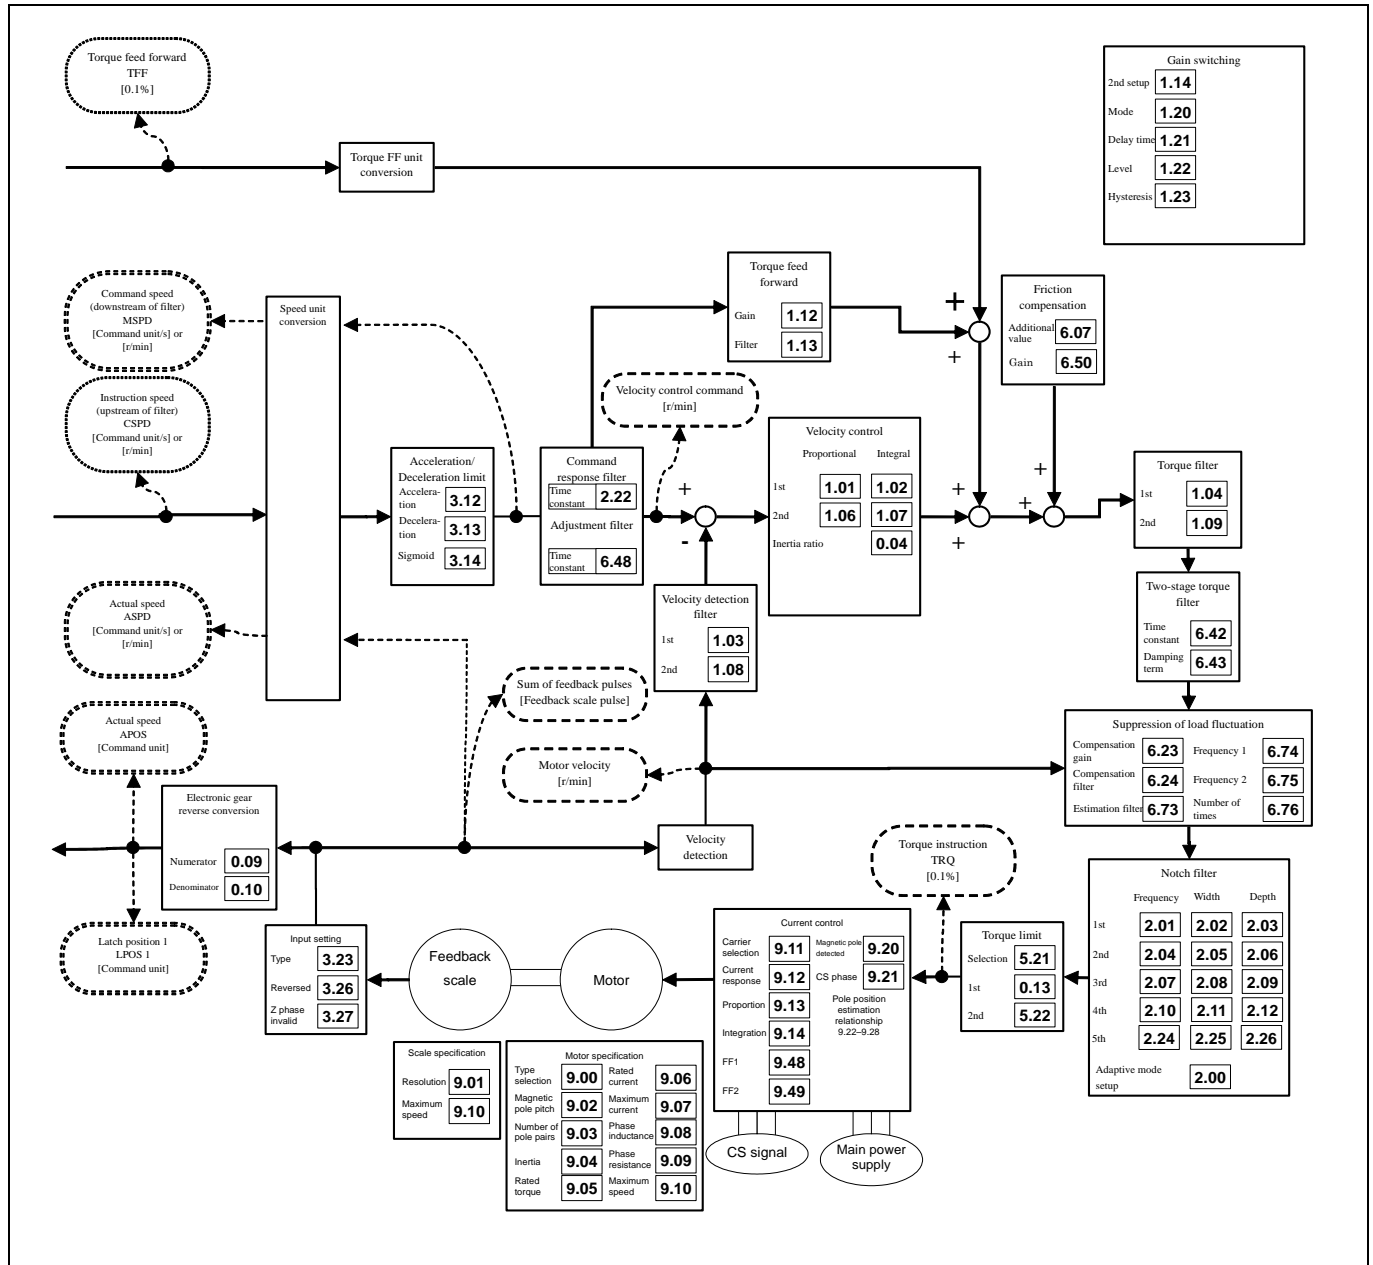 Torque feed forward
TFF
[0.1%]
Torque FF unit
conversion
Gain switching
2nd setup 1.14
Mode 1.20
Delay time 1.21
Level 1.22
Hysteresis 1.23
Command speed
(downstream of filter)
MSPD
[Command unit/s] or
[r/min]
Instruction speed
(upstream of filter)
CSPD
[Command unit/s] or
[r/min]
Speed unit
conversion
Torque feed
forward
Gain 1.12
Filter 1.13
+
+
Friction
compensation
Additional
value 6.07
Gain 6.50
Velocity control command
[r/min]
Acceleration/
Deceleration limit
Accelera-
tion 3.12
Decelera-
tion 3.13
Sigmoid 3.14
Command
response filter
Time
constant 2.22
Adjustment filter
Time
constant 6.48
+
-
Velocity control
Proportional Integral
1st 1.01 1.02
2nd 1.06 1.07
Inertia ratio 0.04
+
+
+
+
Torque filter
1st 1.04
2nd 1.09
Actual speed
ASPD
[Command unit/s] or
[r/min]
Velocity detection
filter
1st 1.03
2nd 1.08
Two-stage torque
filter
Time
constant 6.42
Damping
term 6.43
Sum of feedback pulses
[Feedback scale pulse]
Actual speed
APOS
[Command unit]
Motor velocity
[r/min]
Suppression of load fluctuation
Compensation
gain 6.23 Frequency 1 6.74
Compensation
filter 6.24 Frequency 2 6.75
Estimation filter 6.73 Number of
times 6.76
Electronic gear
reverse conversion
Numerator 0.09
Denominator 0.10
Velocity
detection
Torque instruction
TRQ
[0.1%]
Notch filter
Frequency Width Depth
1st 2.01 2.02 2.03
2nd 2.04 2.05 2.06
3rd 2.07 2.08 2.09
4th 2.10 2.11 2.12
5th 2.24 2.25 2.26
Adaptive mode
setup 2.00
Latch position 1
LPOS 1
[Command unit]
Input setting
Type 3.23
Reversed 3.26
Z phase
invalid 3.27
Feedback
scale
Motor
Current control
Carrier
selection 9.11
Current
response 9.12
Proportion 9.13
Integration 9.14
FF1 9.48
FF2 9.49
Magnetic pole
detected 9.20
CS phase 9.21
Pole position
estimation
relationship
9.22–9.28
Torque limit
Selection 5.21
1st 0.13
2nd 5.22
Scale specification
Resolution 9.01
Maximum
speed 9.10
Motor specification
Type
selection 9.00 Rated
current 9.06
Magnetic
pole pitch 9.02 Maximum
current 9.07
Number of
pole pairs 9.03 Phase
inductance 9.08
Inertia 9.04 Phase
resistance 9.09
Rated
torque 9.05 Maximum
speed 9.10
CS signal
Main power
supply